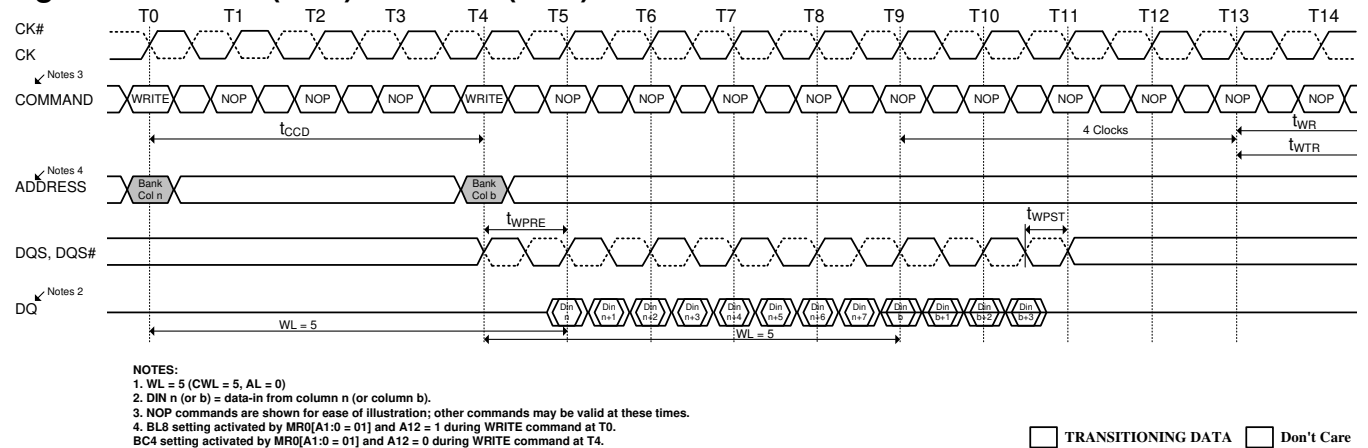 T0 T1 T2 T3 T4 T5 T6 T7 T8 T9 T10 T11 T12 T13 T14
CK#
CK
Notes 3
COMMAND WRITE NOP NOP NOP WRITE NOP NOP NOP NOP NOP NOP NOP NOP NOP NOP
tCCD 4 Clocks tWR
tWTR
Notes 4
ADDRESS
Bank Bank
Col n Col b
tWPRE tWPST
DQS, DQS#
Notes 2
DQ
Din Din Din Din Din Din Din Din Din Din Din Din
n n+1 n+2 n+3 n+4 n+5 n+6 n+7 b b+1 b+2 b+3
WL = 5 WL = 5
NOTES:
1. WL = 5 (CWL = 5, AL = 0)
2. DIN n (or b) = data-in from column n (or column b).
3. NOP commands are shown for ease of illustration; other commands may be valid at these times.
4. BL8 setting activated by MR0[A1:0 = 01] and A12 = 1 during WRITE command at T0.
BC4 setting activated by MR0[A1:0 = 01] and A12 = 0 during WRITE command at T4.
TRANSITIONING DATA Don't Care